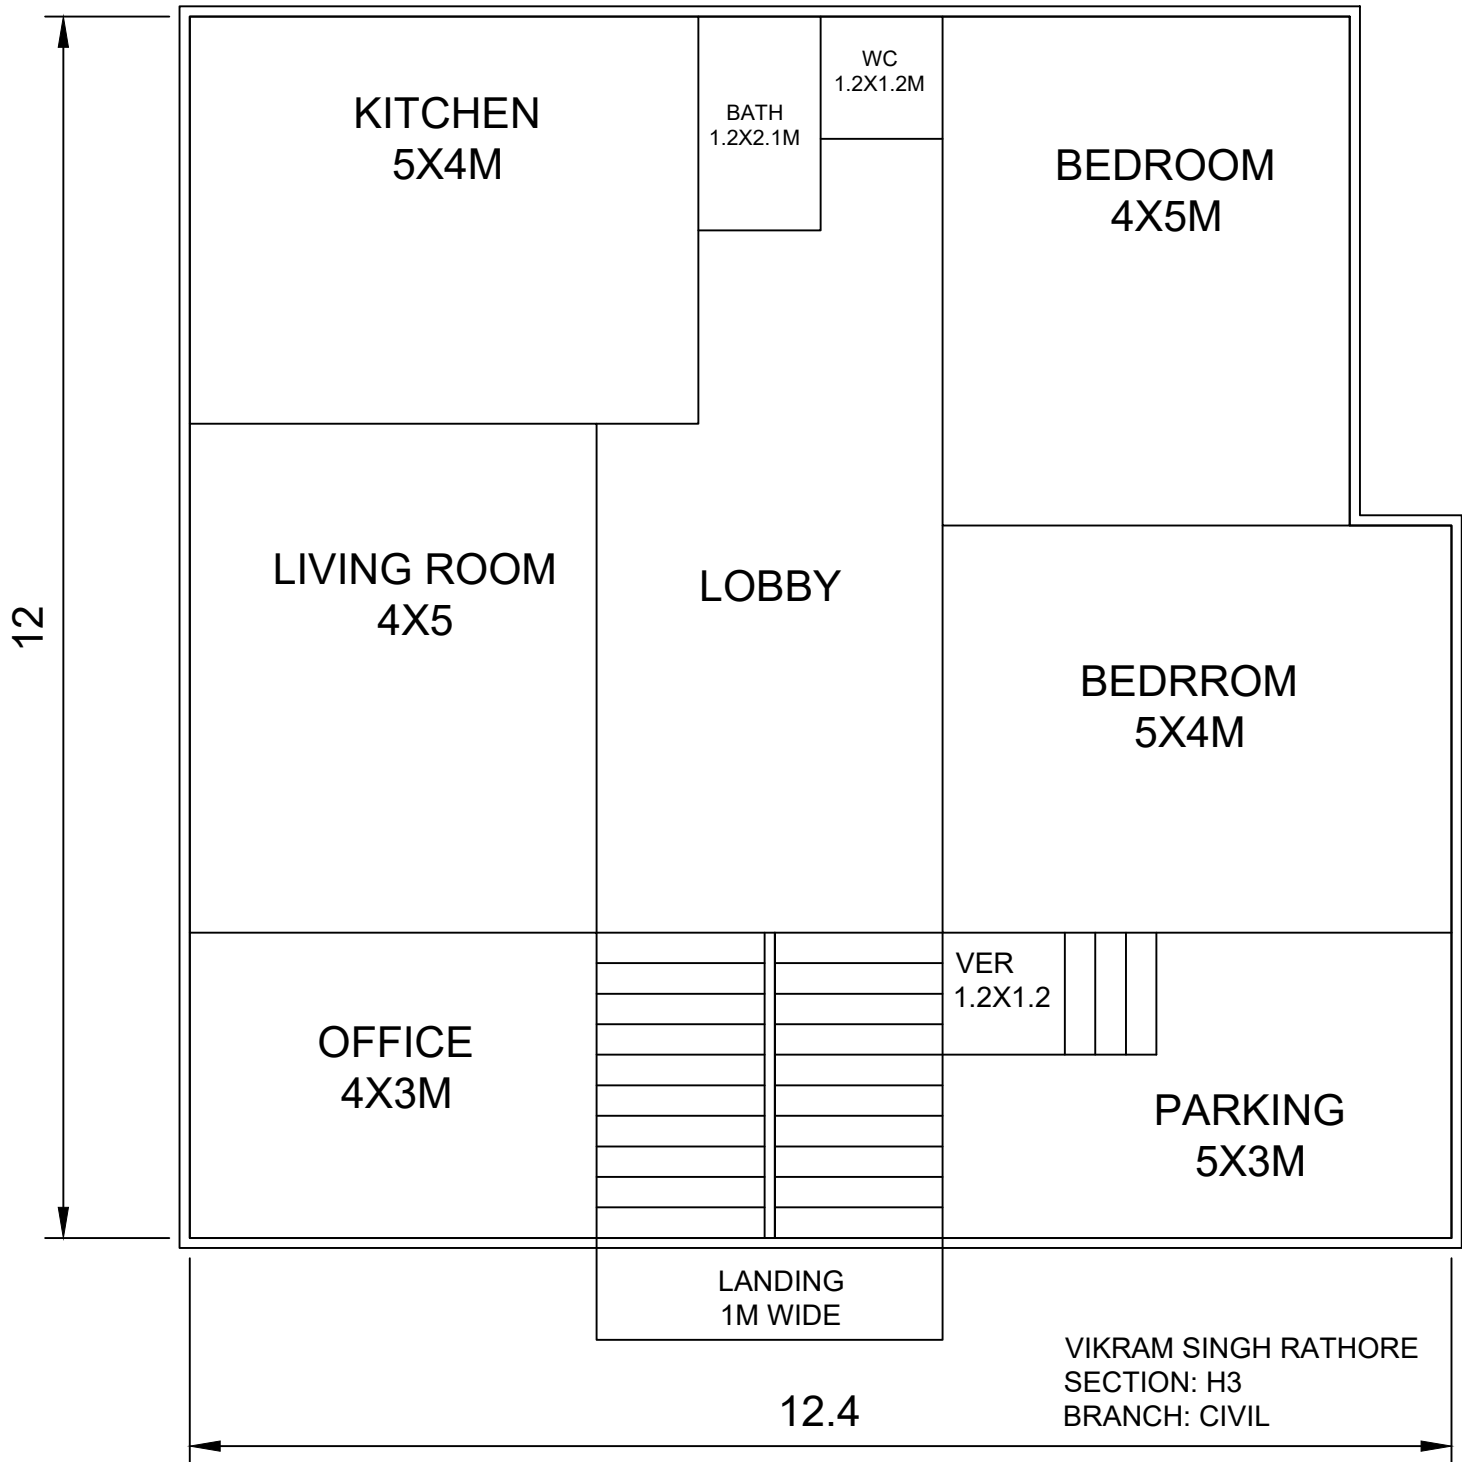 KITCHEN
5X4M
BATH
1.2X2.1M
WC
1.2X1.2M
BEDROOM
4X5M
12
LIVING ROOM
4X5
LOBBY
BEDRROM
5X4M
OFFICE
4X3M
VER
1.2X1.2
PARKING
5X3M
LANDING
1M WIDE
VIKRAM SINGH RATHORE
SECTION: H3
BRANCH: CIVIL
12.4